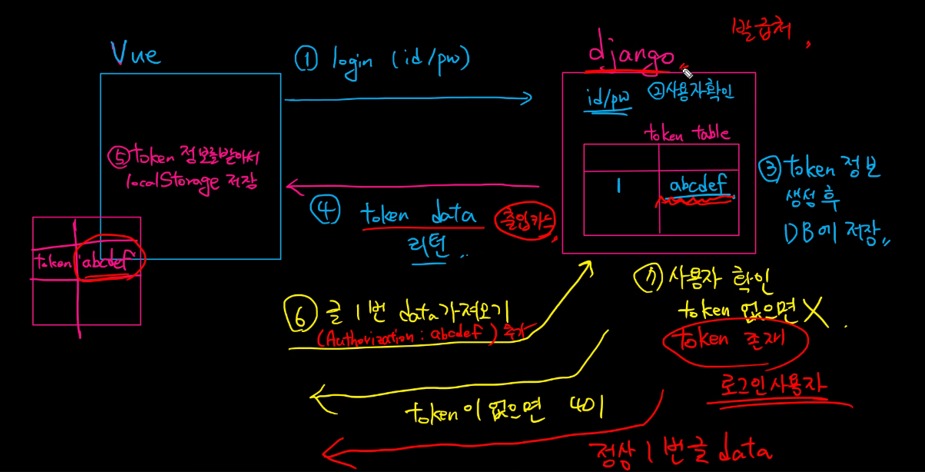 발급처,
Vue
① login (id/pw)
django
id/pw
② 사용자확인
token table
1
abcdef
③ token 정보
생성 후
DB에 저장
⑤ token 정보를받아서
localStorage 저장
④ token data
리턴
출입카드
token
abcdef
⑥ 글 1번 data가져오기
(Authorization : abcdef) 추가
⑦ 사용자 확인
token 없으면 X
token 존재
로그인사용자
token이 없으면 401
정상 1번글 data